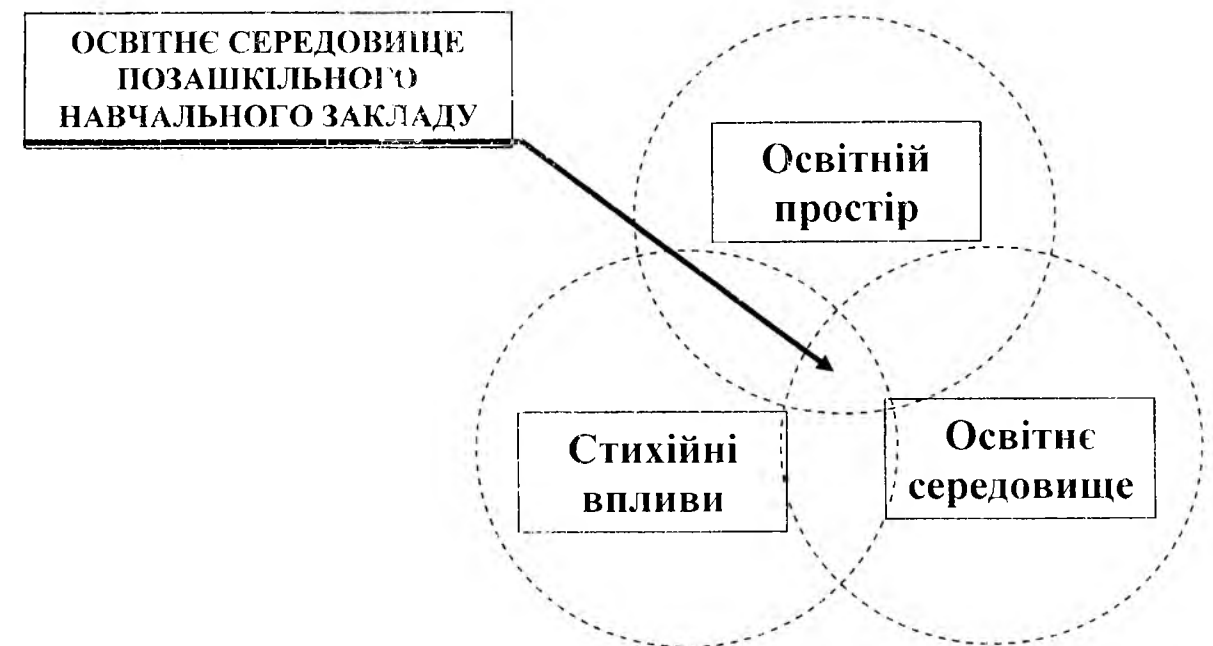 ОСВІТНЄ СЕРЕДОВИЩЕ
ПОЗАШКІЛЬНОГО
НАВЧАЛЬНОГО ЗАКЛАДУ
Освітній
простір
Стихійні
впливи
Освітнє
середовище